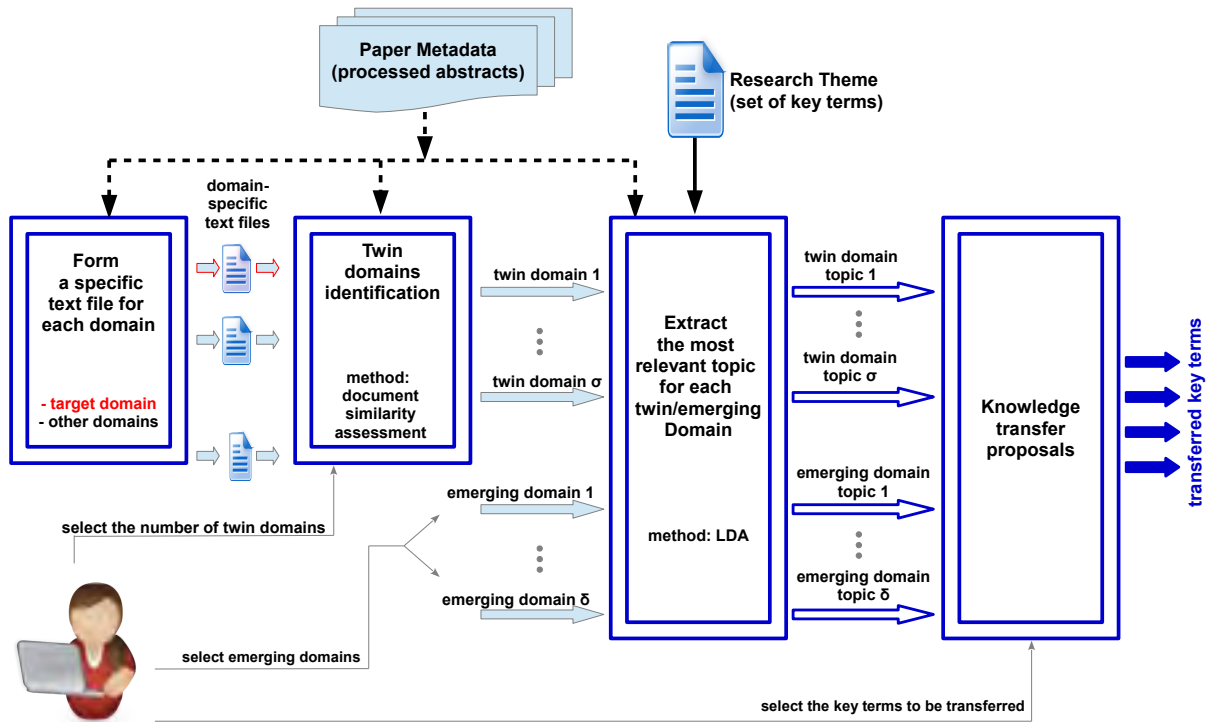 Paper Metadata
(processed abstracts)
Research Theme
(set of key terms)
domain-
specific
text files
Form
a specific
text file for
each domain
- target domain
- other domains
Twin
domains
identification
method:
document
similarity
assessment
twin domain 1
twin domain σ
emerging domain 1
emerging domain δ
Extract
the most
relevant topic
for each
twin/emerging
Domain
method: LDA
twin domain
topic 1
twin domain
topic σ
emerging domain
topic 1
emerging domain
topic δ
Knowledge
transfer
proposals
transferred key terms
select the number of twin domains
select emerging domains
select the key terms to be transferred